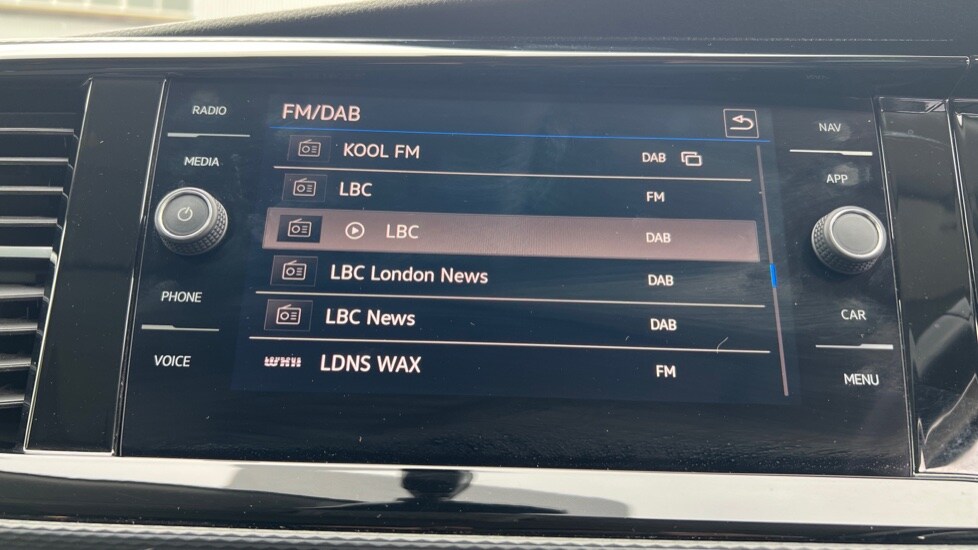 RADIO
FM/DAB
NAV
MEDIA
KOOL FM DAB
APP
LBC FM
LBC DAB
LBC London News DAB
PHONE
LBC News DAB
CAR
VOICE
LDNS WAX FM
MENU